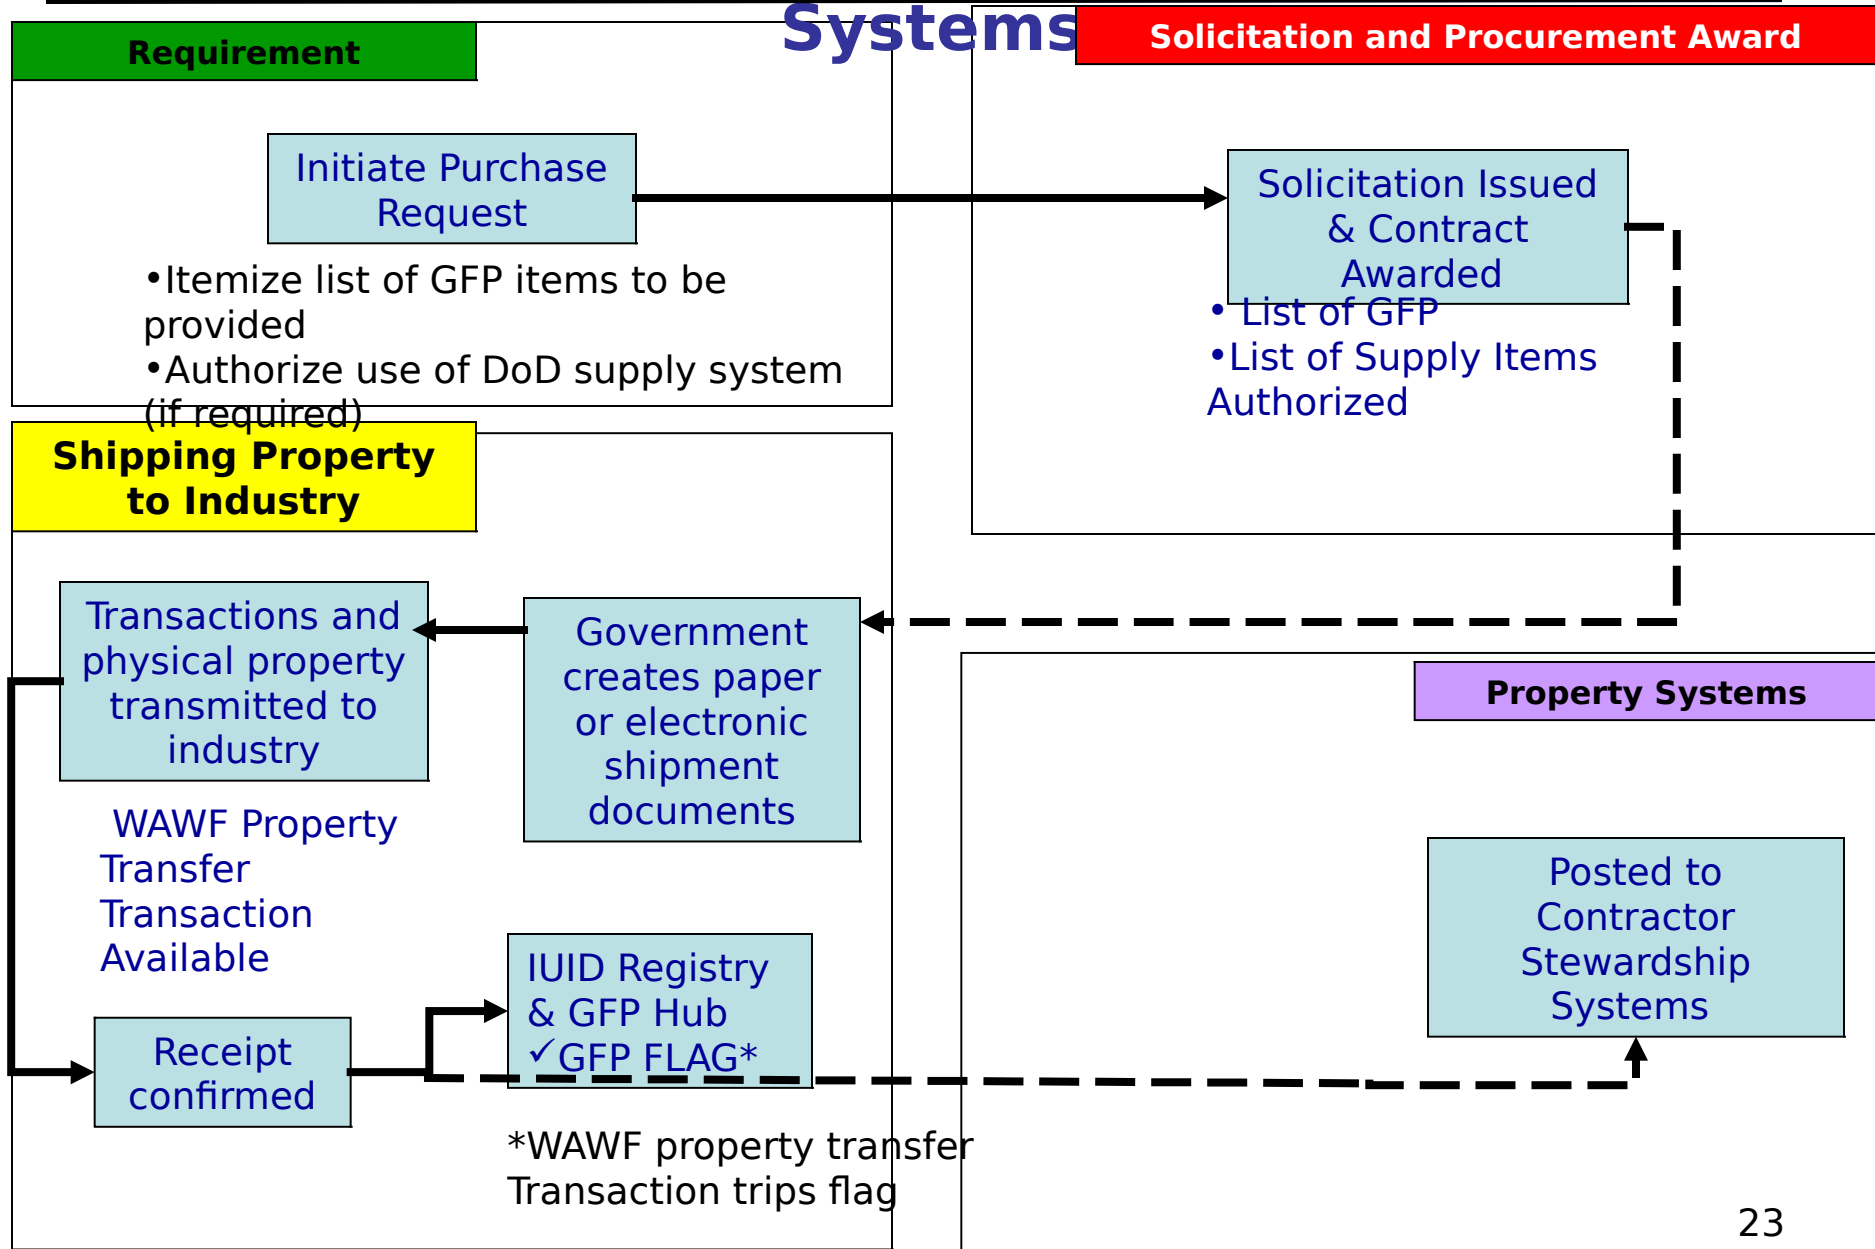 Systems
Requirement
Initiate Purchase
Request
•Itemize list of GFP items to be
provided
•Authorize use of DoD supply system
(if required)
Solicitation and Procurement Award
Solicitation Issued
& Contract
Awarded
• List of GFP
•List of Supply Items
Authorized
Shipping Property
to Industry
Transactions and
physical property
transmitted to
industry
Government
creates paper
or electronic
shipment
documents
WAWF Property
Transfer
Transaction
Available
Receipt
confirmed
IUID Registry
& GFP Hub
✓GFP FLAG*
*WAWF property transfer
Transaction trips flag
Property Systems
Posted to
Contractor
Stewardship
Systems
23